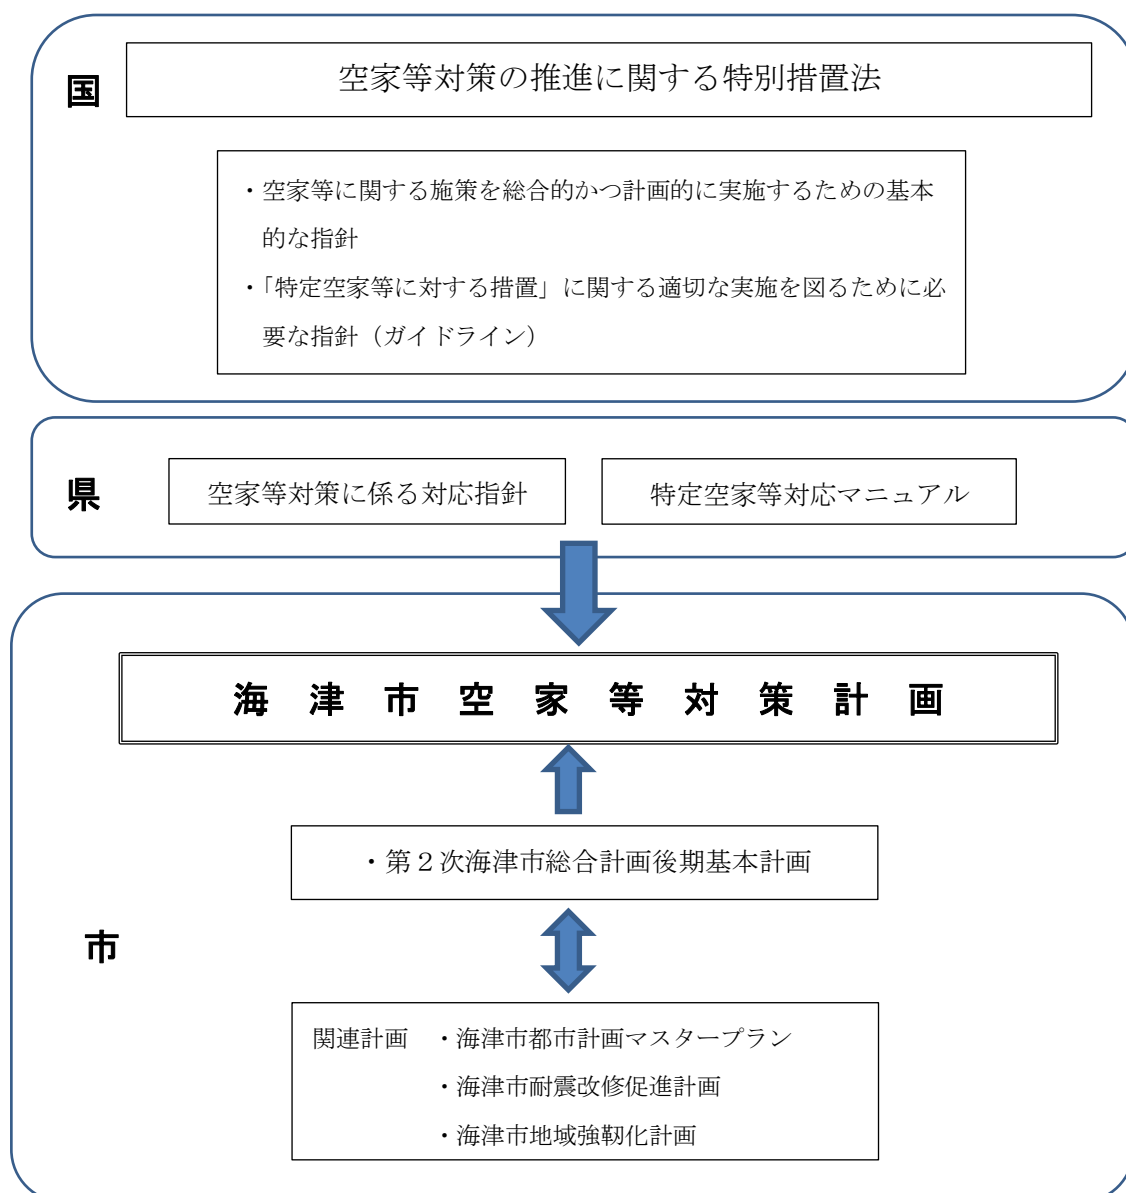 国
空家等対策の推進に関する特別措置法
・空家等に関する施策を総合的かつ計画的に実施するための基本
的な指針
・「特定空家等に対する措置」に関する適切な実施を図るために必
要な指針（ガイドライン）
県
空家等対策に係る対応指針
特定空家等対応マニュアル
海津市空家等対策計画
・第２次海津市総合計画後期基本計画
市
関連計画 ・海津市都市計画マスタープラン
・海津市耐震改修促進計画
・海津市地域強靱化計画